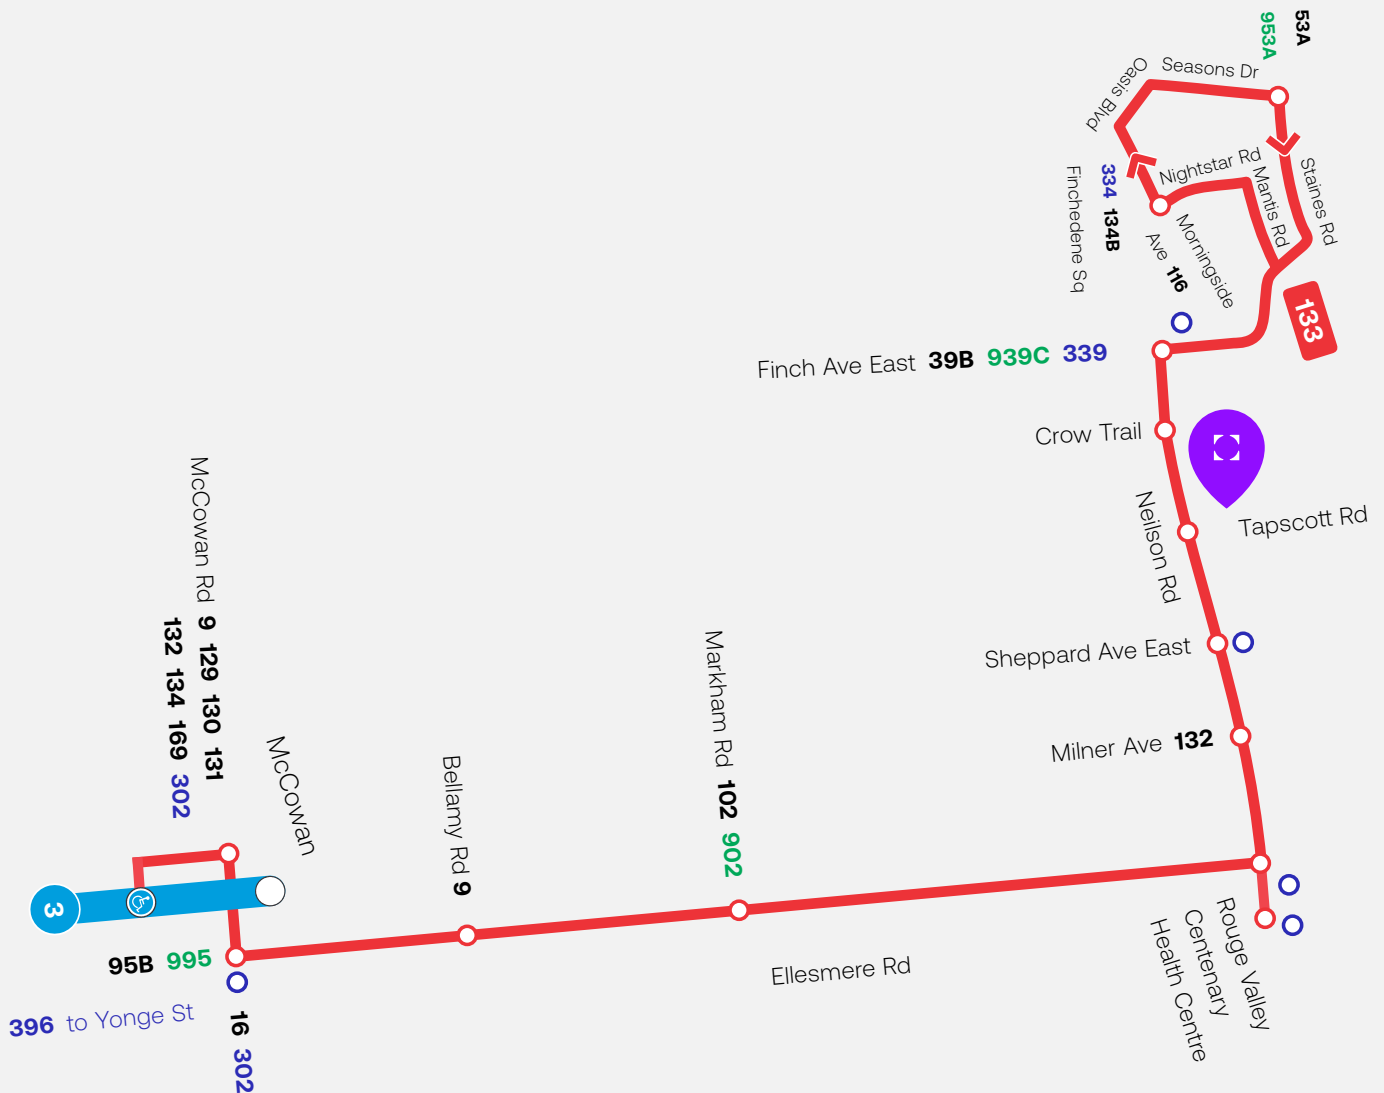 53A
953A
Seasons Dr
Oasis Blvd
Nightstar Rd
Mantis Rd
Staines Rd
334 134B
Finchedene Sq
Morningside
Ave 116
133
Finch Ave East 39B 939C 339
Crow Trail
Neilson Rd
Tapscott Rd
Sheppard Ave East
Milner Ave 132
McCowan Rd 9 129 130 131
132 134 169 302
McCowan
Bellamy Rd 9
Markham Rd 102 902
3
95B 995
396 to Yonge St
16 302
Ellesmere Rd
Rouge Valley
Centenary
Health Centre